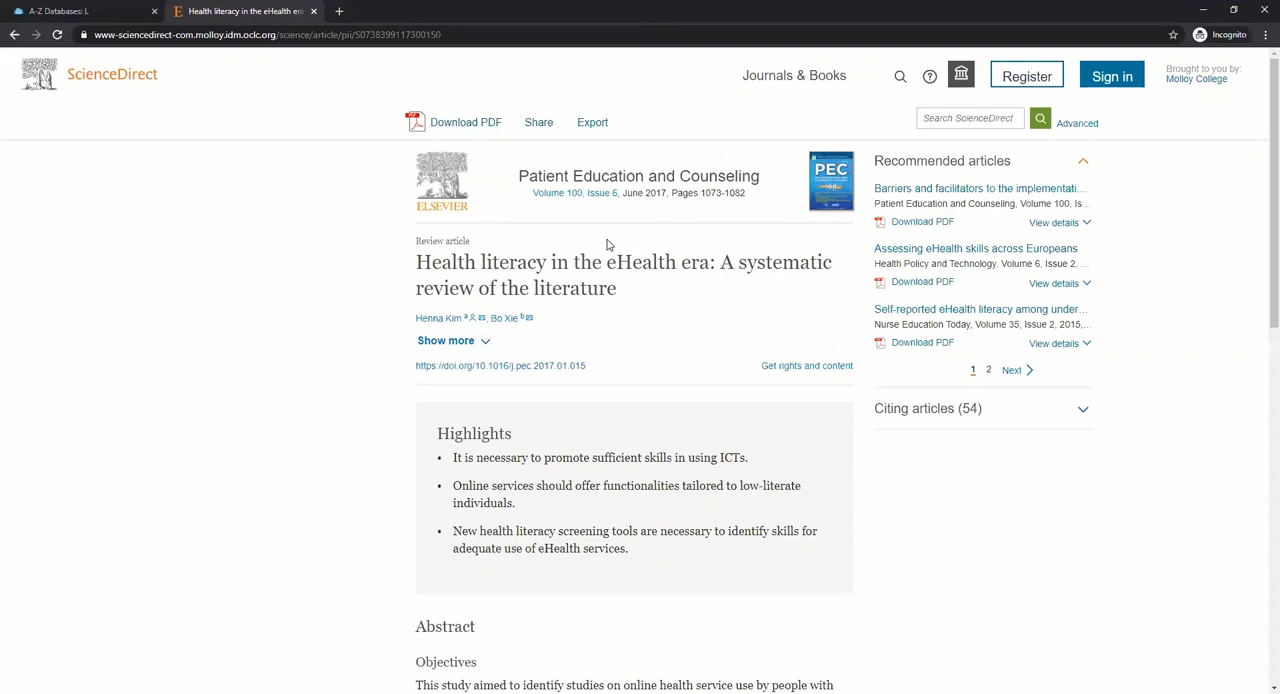 A-Z Databases: L
Health literacy in the eHealth er
www-sciencedirect-com.molloy.idm.oclc.org/science/article/pii/S0738399117300150
Incognito
ScienceDirect
Journals & Books
Register
Sign in
Brought to you by:
Molloy College
PDF
Download PDF
Share
Export
Search ScienceDirect
Advanced
ELSEVIER
Patient Education and Counseling
Volume 100, Issue 6, June 2017, Pages 1073-1082
PEC
Review article
Health literacy in the eHealth era: A systematic
review of the literature
Henna Kim a, Bo Xie b
Show more
https://doi.org/10.1016/j.pec.2017.01.015
Get rights and content
Highlights
• It is necessary to promote sufficient skills in using ICTs.
• Online services should offer functionalities tailored to low-literate
individuals.
• New health literacy screening tools are necessary to identify skills for
adequate use of eHealth services.
Abstract
Objectives
This study aimed to identify studies on online health service use by people with
Recommended articles
Barriers and facilitators to the implementati...
Patient Education and Counseling, Volume 100, Is...
Download PDF
View details
Assessing eHealth skills across Europeans
Health Policy and Technology, Volume 6, Issue 2, ...
Download PDF
View details
Self-reported eHealth literacy among under...
Nurse Education Today, Volume 35, Issue 2, 2015,...
Download PDF
View details
1 2 Next
Citing articles (54)